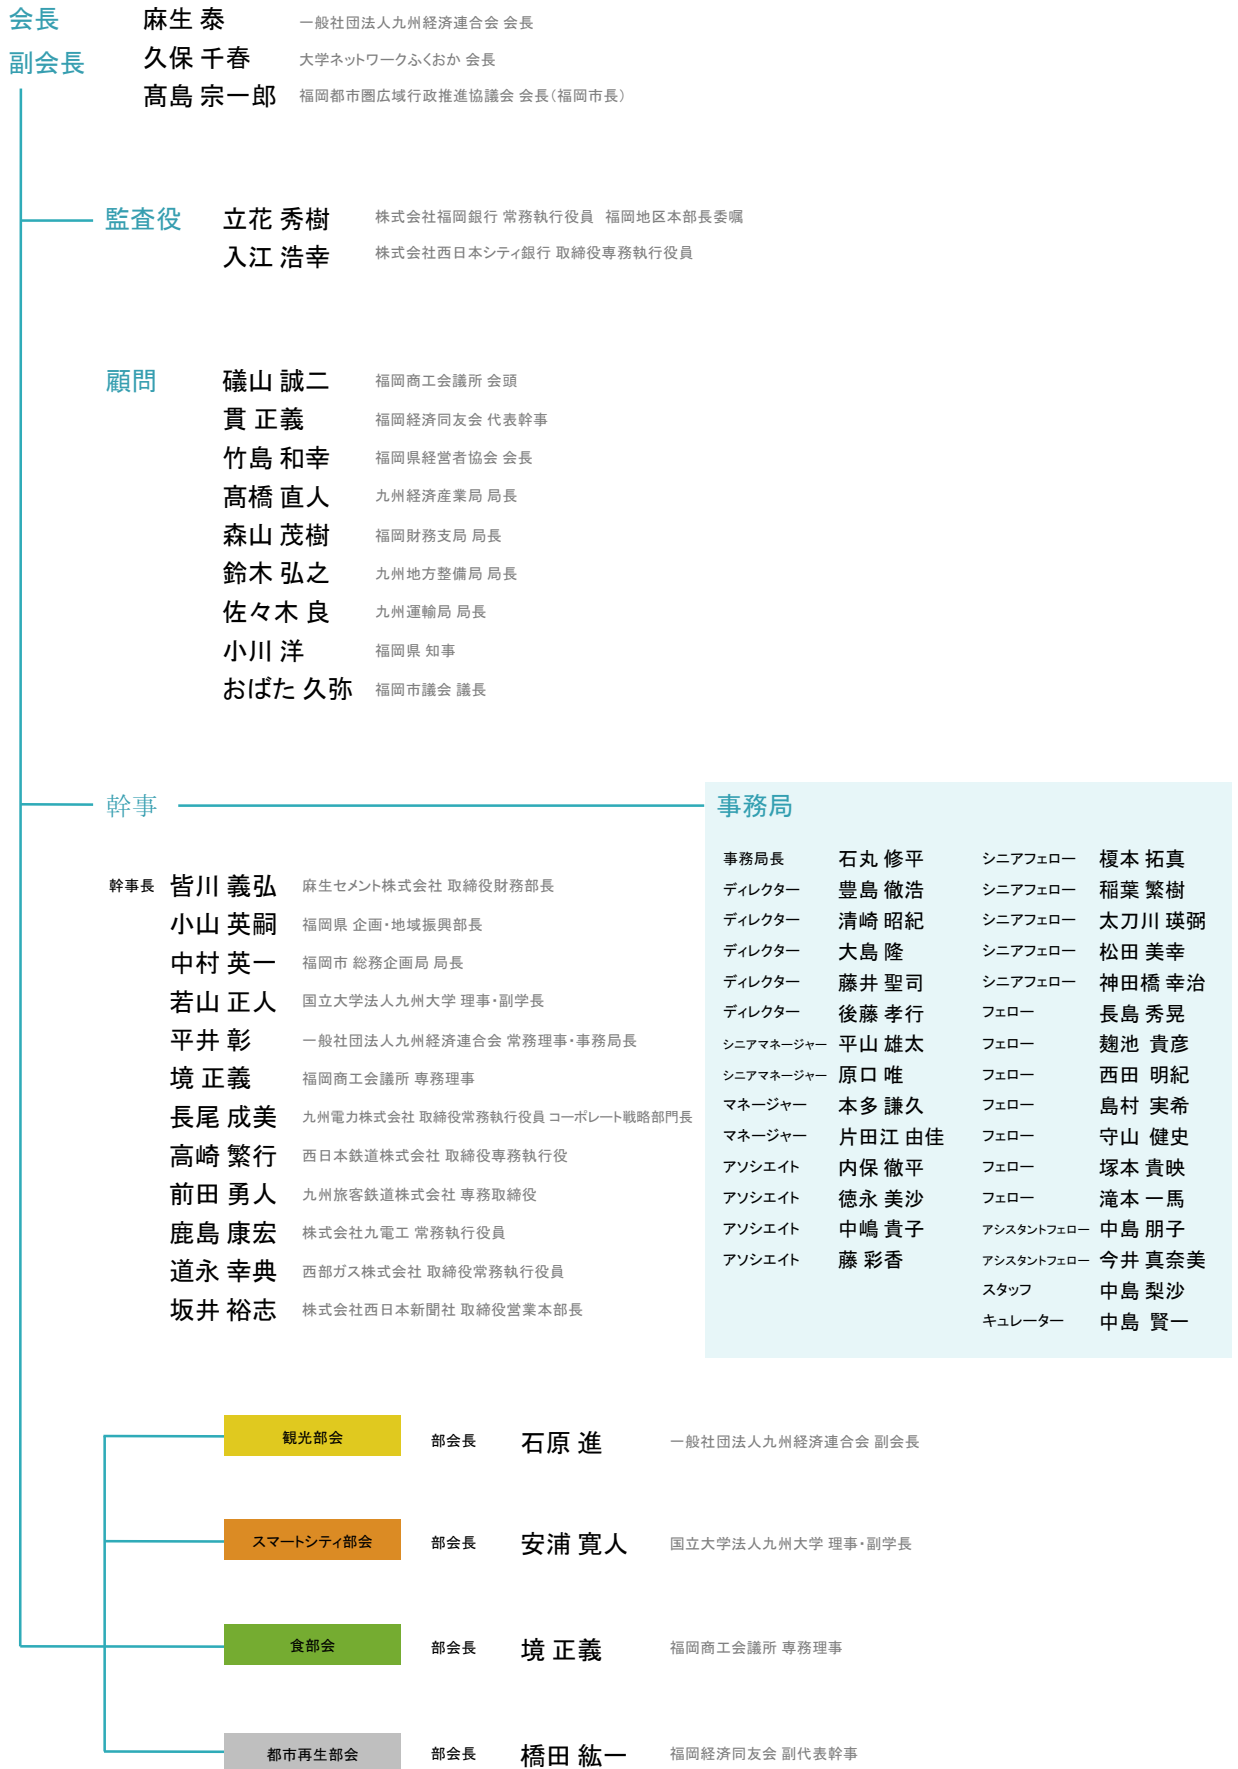 会長 麻生 泰 一般社団法人九州経済連合会 会長
副会長 久保 千春 大学ネットワークふくおか 会長
髙島 宗一郎 福岡都市圏広域行政推進協議会 会長（福岡市長）
監査役 立花 秀樹 株式会社福岡銀行 常務執行役員 福岡地区本部長委嘱
入江 浩幸 株式会社西日本シティ銀行 取締役専務執行役員
顧問 礒山 誠二 福岡商工会議所 会頭
貫 正義 福岡経済同友会 代表幹事
竹島 和幸 福岡県経営者協会 会長
髙橋 直人 九州経済産業局 局長
森山 茂樹 福岡財務支局 局長
鈴木 弘之 九州地方整備局 局長
佐々木 良 九州運輸局 局長
小川 洋 福岡県 知事
おばた 久弥 福岡市議会 議長
幹事
幹事長 皆川 義弘 麻生セメント株式会社 取締役財務部長
小山 英嗣 福岡県 企画・地域振興部長
中村 英一 福岡市 総務企画局 局長
若山 正人 国立大学法人九州大学 理事・副学長
平井 彰 一般社団法人九州経済連合会 常務理事・事務局長
境 正義 福岡商工会議所 専務理事
長尾 成美 九州電力株式会社 取締役常務執行役員 コーポレート戦略部門長
高崎 繁行 西日本鉄道株式会社 取締役専務執行役
前田 勇人 九州旅客鉄道株式会社 専務取締役
鹿島 康宏 株式会社九電工 常務執行役員
道永 幸典 西部ガス株式会社 取締役常務執行役員
坂井 裕志 株式会社西日本新聞社 取締役営業本部長
事務局
事務局長 石丸 修平
ディレクター 豊島 徹浩
ディレクター 清崎 昭紀
ディレクター 大島 隆
ディレクター 藤井 聖司
ディレクター 後藤 孝行
シニアマネージャー 平山 雄太
シニアマネージャー 原口 唯
マネージャー 本多 謙久
マネージャー 片田江 由佳
アソシエイト 内保 徹平
アソシエイト 徳永 美沙
アソシエイト 中嶋 貴子
アソシエイト 藤 彩香
シニアフェロー 榎本 拓真
シニアフェロー 稲葉 繁樹
シニアフェロー 太刀川 瑛弼
シニアフェロー 松田 美幸
シニアフェロー 神田橋 幸治
フェロー 長島 秀晃
フェロー 麹池 貴彦
フェロー 西田 明紀
フェロー 島村 実希
フェロー 守山 健史
フェロー 塚本 貴映
フェロー 滝本 一馬
アシスタントフェロー 中島 朋子
アシスタントフェロー 今井 真奈美
スタッフ 中島 梨沙
キュレーター 中島 賢一
観光部会 部会長 石原 進 一般社団法人九州経済連合会 副会長
スマートシティ部会 部会長 安浦 寛人 国立大学法人九州大学 理事・副学長
食部会 部会長 境 正義 福岡商工会議所 専務理事
都市再生部会 部会長 橋田 紘一 福岡経済同友会 副代表幹事